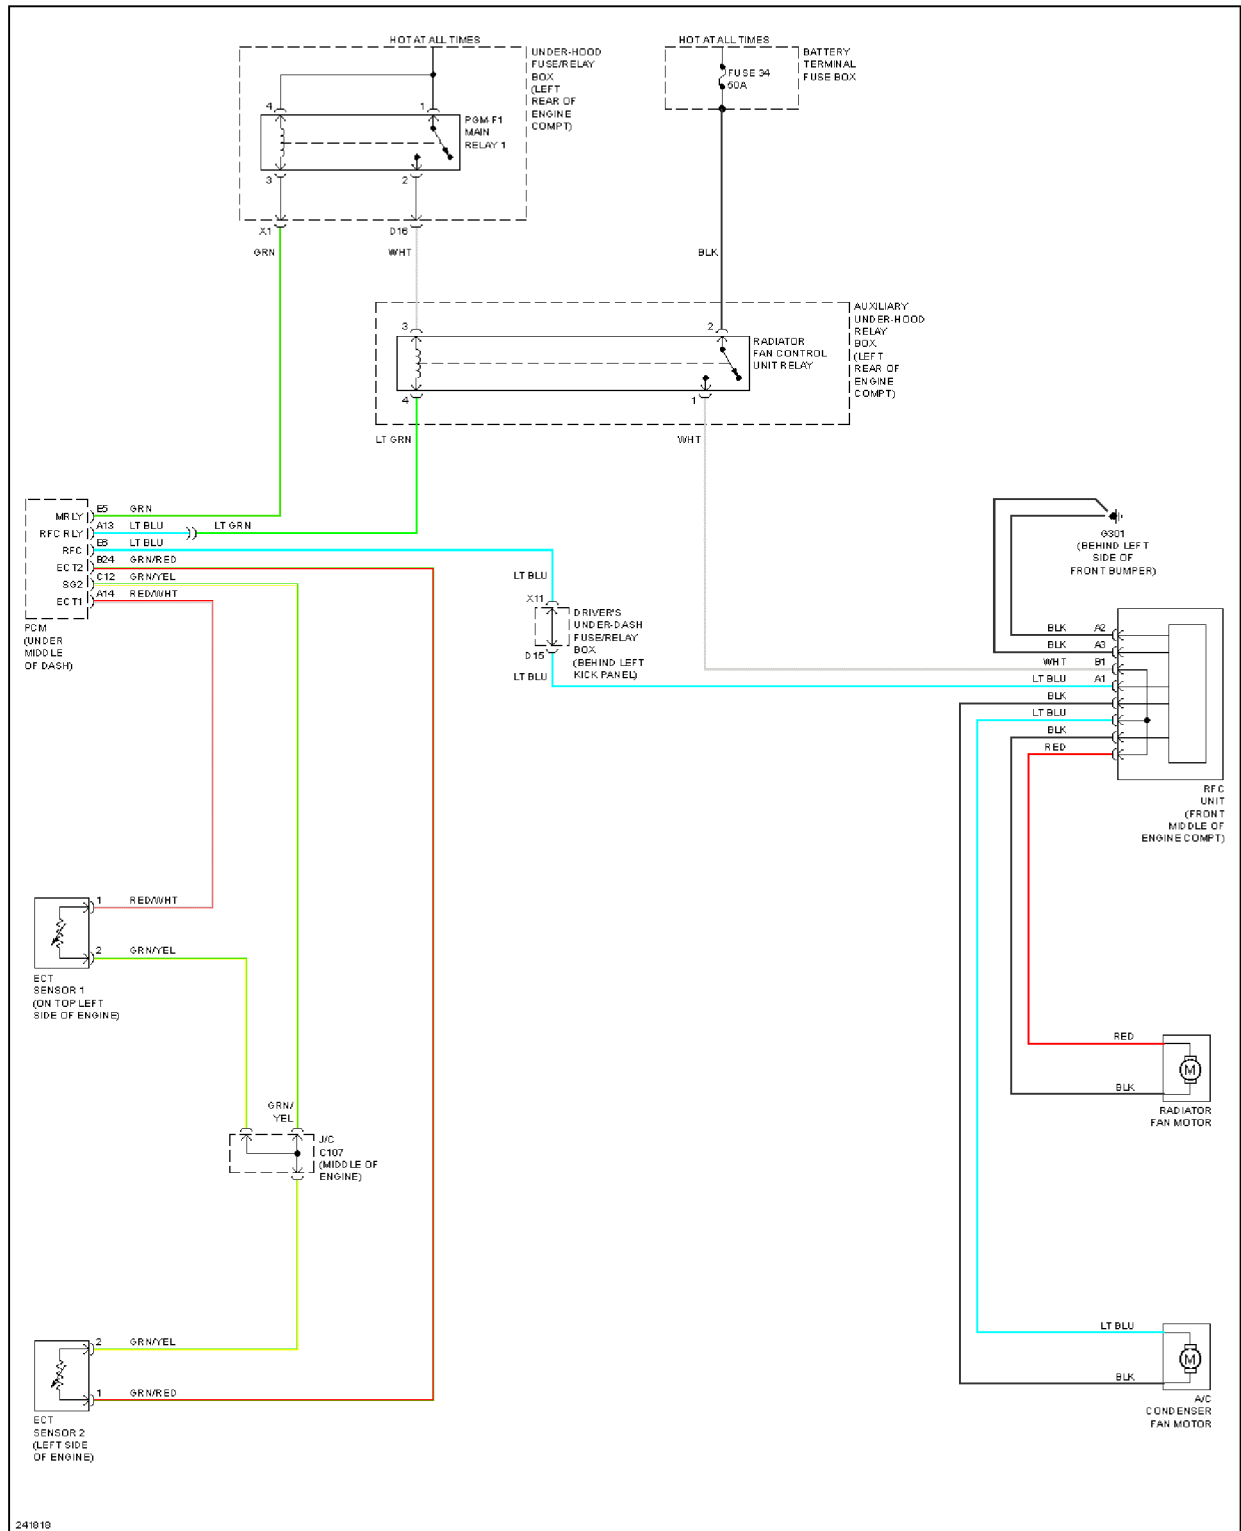 HOT AT ALL TIMES
UNDER-HOOD
FUSE/RELAY
BOX
(LEFT
REAR OF
ENGINE
COMPT)
4
1
PGM-F1
MAIN
RELAY 1
3
2
X1
D16
GRN
WHT
HOT AT ALL TIMES
BATTERY
TERMINAL
FUSE BOX
FUSE 34
50A
BLK
AUXILIARY
UNDER-HOOD
RELAY
BOX
(LEFT
REAR OF
ENGINE
COMPT)
3
2
RADIATOR
FAN CONTROL
UNIT RELAY
4
1
LT GRN
WHT
MRLY E5 GRN
RFC RLY A13 LT BLU LT GRN
RFC E6 LT BLU
ECT2 B24 GRN/RED
SG2 C12 GRN/YEL
ECT1 A14 RED/WHT
PCM
(UNDER
MIDDLE
OF DASH)
LT BLU
X11
DRIVER'S
UNDER-DASH
FUSE/RELAY
BOX
(BEHIND LEFT
KICK PANEL)
D15
LT BLU
G301
(BEHIND LEFT
SIDE OF
FRONT BUMPER)
BLK A2
BLK A3
WHT B1
LT BLU A1
BLK
LT BLU
BLK
RED
RFC
UNIT
(FRONT
MIDDLE OF
ENGINE COMPT)
1 RED/WHT
2 GRN/YEL
ECT
SENSOR 1
(ON TOP LEFT
SIDE OF ENGINE)
RED
BLK
M
RADIATOR
FAN MOTOR
GRN/
YEL
J/C
C107
(MIDDLE OF
ENGINE)
2 GRN/YEL
1 GRN/RED
ECT
SENSOR 2
(LEFT SIDE
OF ENGINE)
LT BLU
BLK
M
A/C
CONDENSER
FAN MOTOR
241818